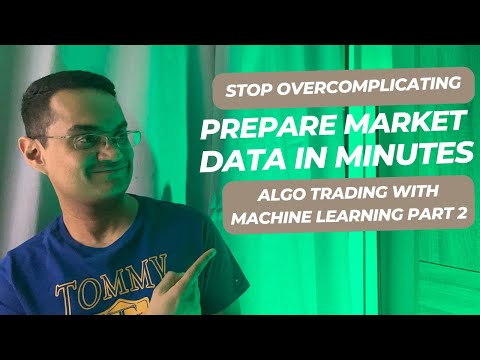 STOP OVERCOMPLICATING
PREPARE MARKET
DATA IN MINUTES
ALGO TRADING WITH
MACHINE LEARNING PART 2
TOMMY